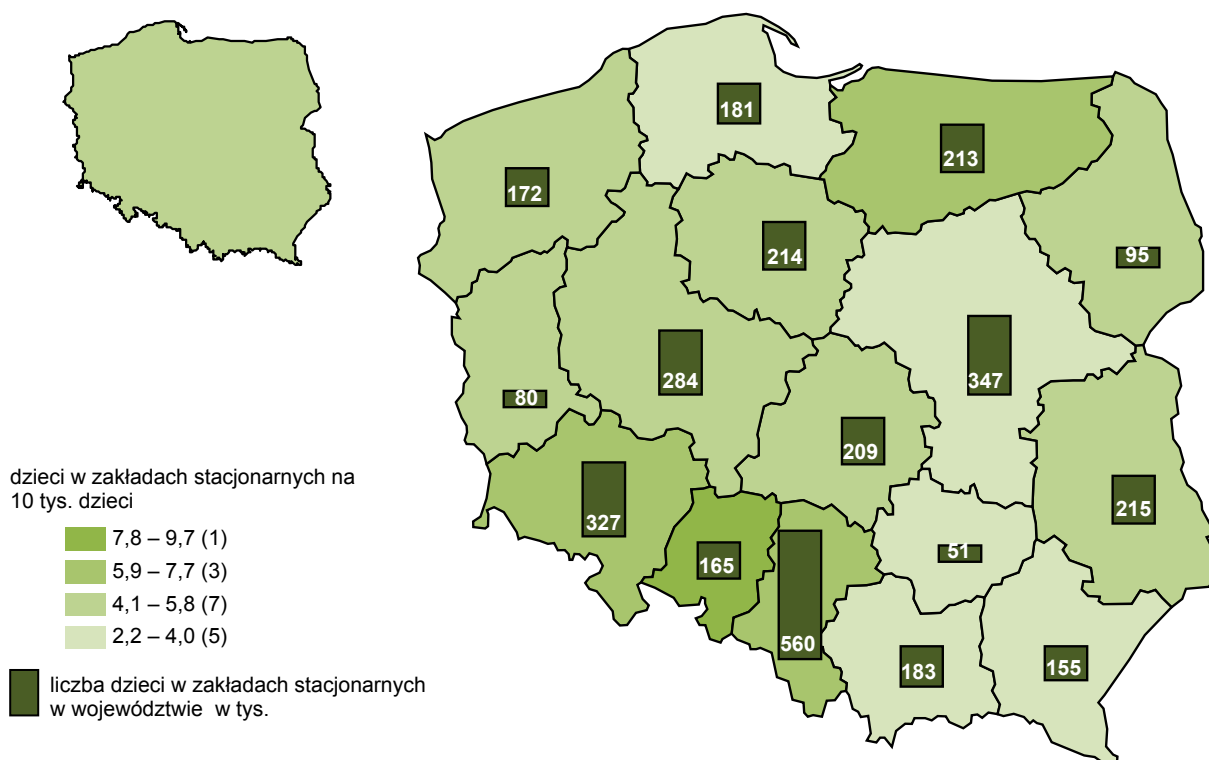 181
213
172
214
95
284
347
80
209
dzieci w zakładach stacjonarnych na
10 tys. dzieci
327
215
7,8 – 9,7 (1)
165
51
5,9 – 7,7 (3)
4,1 – 5,8 (7)
2,2 – 4,0 (5)
560
183
155
liczba dzieci w zakładach stacjonarnych
w województwie w tys.